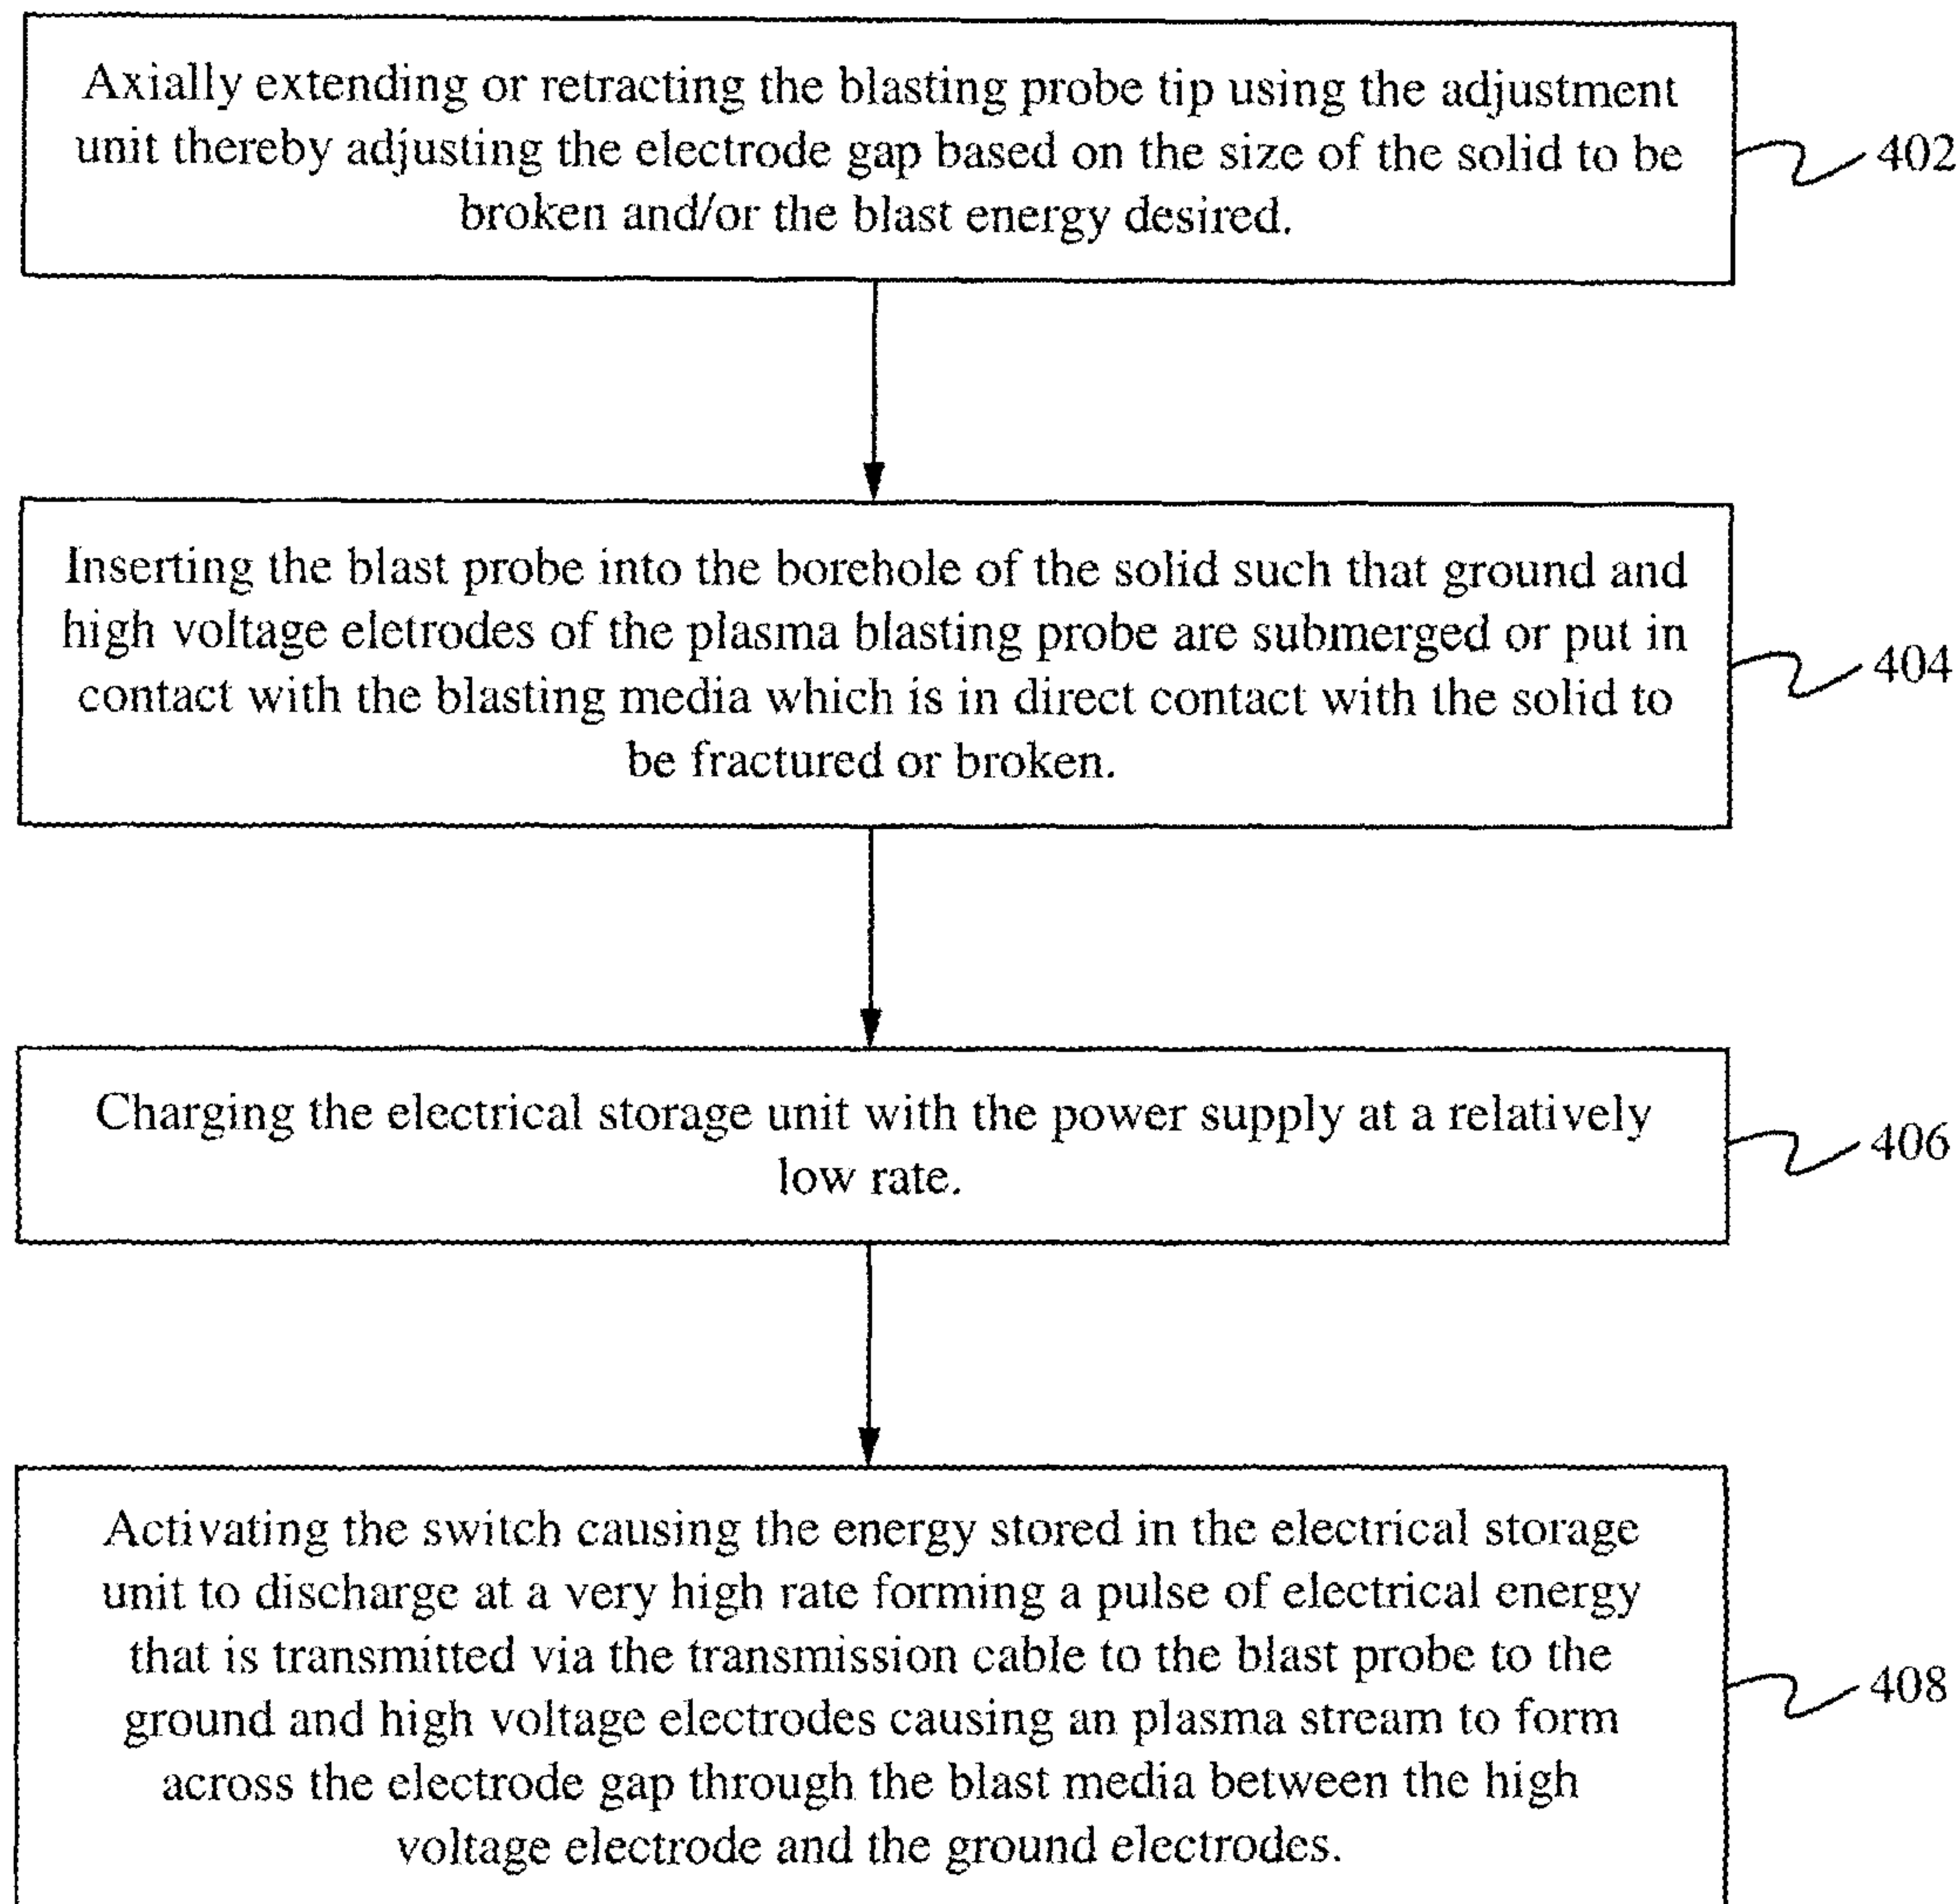 Axially extending or retracting the blasting probe tip using the adjustment
unit thereby adjusting the electrode gap based on the size of the solid to be
broken and/or the blast energy desired.
402
Inserting the blast probe into the borehole of the solid such that ground and
high voltage eletrodes of the plasma blasting probe are submerged or put in
contact with the blasting media which is in direct contact with the solid to
be fractured or broken.
404
Charging the electrical storage unit with the power supply at a relatively
low rate.
406
Activating the switch causing the energy stored in the electrical storage
unit to discharge at a very high rate forming a pulse of electrical energy
that is transmitted via the transmission cable to the blast probe to the
ground and high voltage electrodes causing an plasma stream to form
across the electrode gap through the blast media between the high
voltage electrode and the ground electrodes.
408